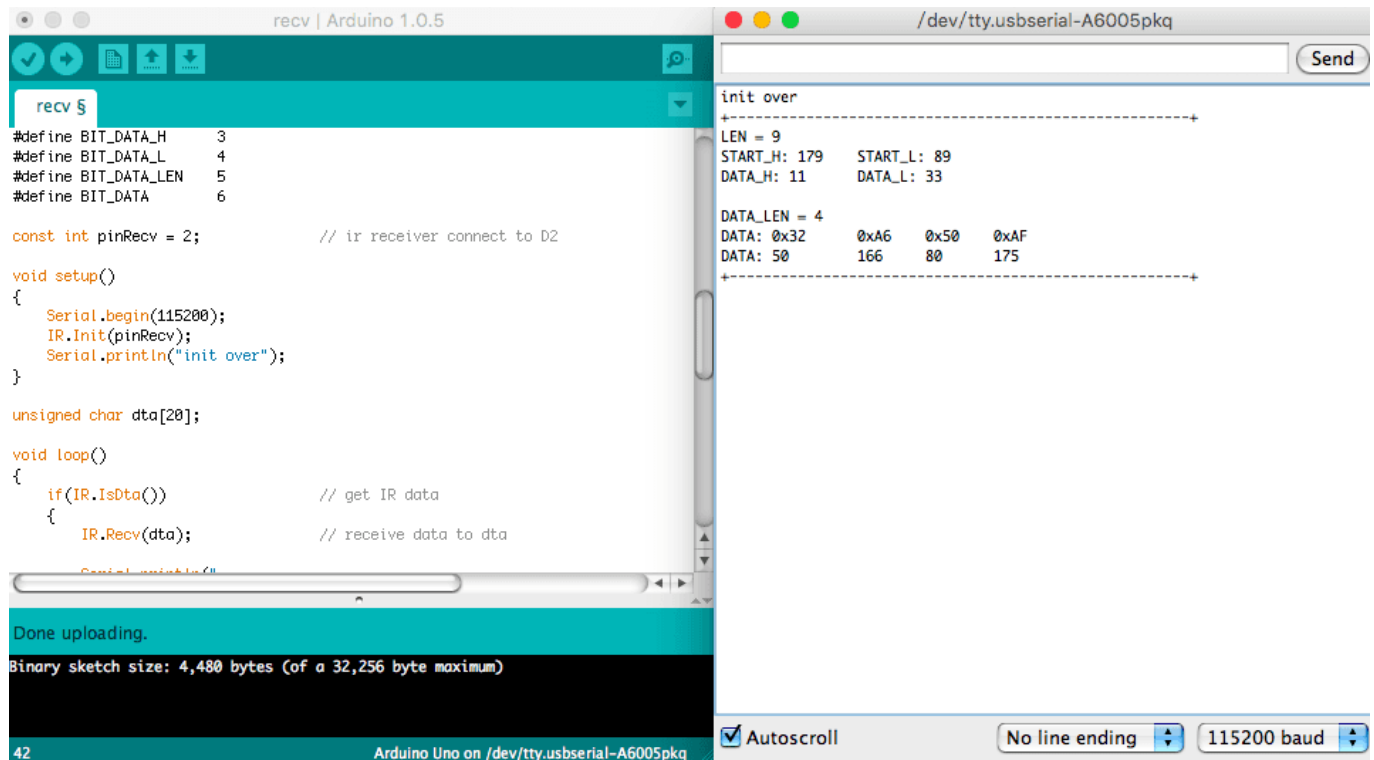 recv | Arduino 1.0.5
recv §
#define BIT_DATA_H 3
#define BIT_DATA_L 4
#define BIT_DATA_LEN 5
#define BIT_DATA 6
const int pinRecv = 2; // ir receiver connect to D2
void setup()
{
Serial.begin(115200);
IR.Init(pinRecv);
Serial.println("init over");
}
unsigned char dta[20];
void loop()
{
if(IR.IsDta()) // get IR data
{
IR.Recv(dta); // receive data to dta
Done uploading.
Binary sketch size: 4,480 bytes (of a 32,256 byte maximum)
42 Arduino Uno on /dev/tty.usbserial-A6005pkq
/dev/tty.usbserial-A6005pkq
Send
init over
+------------------------------------------------------+
LEN = 9
START_H: 179 START_L: 89
DATA_H: 11 DATA_L: 33
DATA_LEN = 4
DATA: 0x32 0xA6 0x50 0xAF
DATA: 50 166 80 175
+------------------------------------------------------+
Autoscroll No line ending 115200 baud